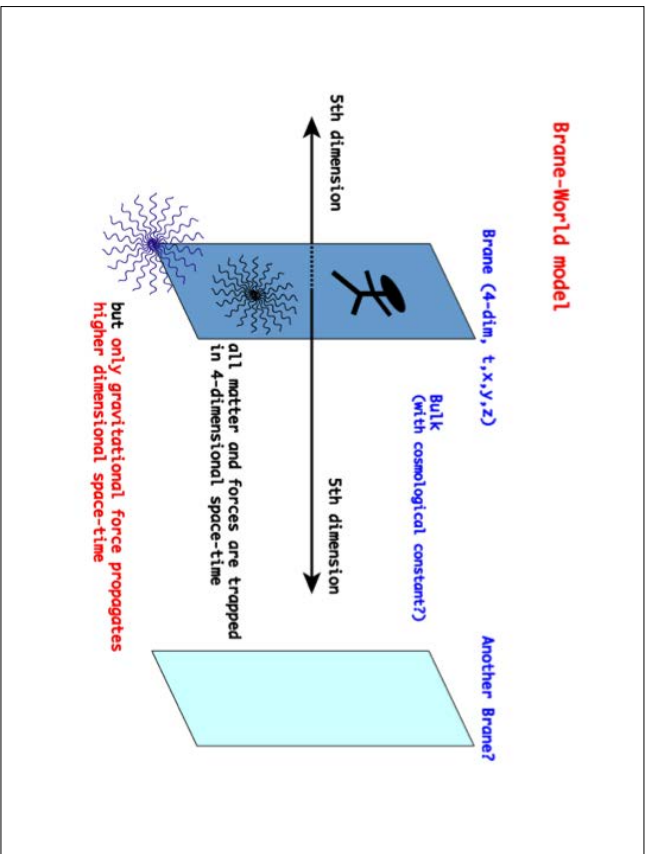 Brane-World model
Brane (4-dim, t,x,y,z)
Another Brane?
Bulk
(with cosmological constant?)
5th dimension
5th dimension
all matter and forces are trapped
in 4-dimensional space-time
but only gravitational force propagates
higher dimensional space-time